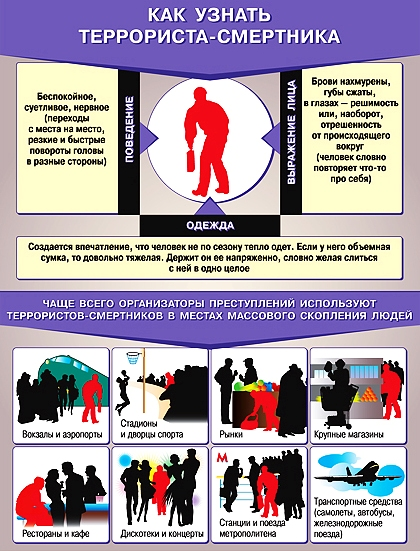 КАК УЗНАТЬ
ТЕРРОРИСТА-СМЕРТНИКА
Беспокойное,
суетливое, нервное
(переходы
с места на место,
резкие и быстрые
повороты головы
в разные стороны)
ПОВЕДЕНИЕ
ВЫРАЖЕНИЕ ЛИЦА
Брови нахмурены,
губы сжаты,
в глазах — решимость
или, наоборот,
отрешенность
от происходящего
вокруг
(человек словно
повторяет что-то
про себя)
ОДЕЖДА
Создается впечатление, что человек не по сезону тепло одет. Если у него объемная
сумка, то довольно тяжелая. Держит он ее напряженно, словно желая слиться
с ней в одно целое
ЧАЩЕ ВСЕГО ОРГАНИЗАТОРЫ ПРЕСТУПЛЕНИЙ ИСПОЛЬЗУЮТ
ТЕРРОРИСТОВ-СМЕРТНИКОВ В МЕСТАХ МАССОВОГО СКОПЛЕНИЯ ЛЮДЕЙ
Вокзалы и аэропорты
Стадионы
и дворцы спорта
Рынки
Крупные магазины
Рестораны и кафе
Дискотеки и концерты
М
Станции и поезда
метрополитена
Транспортные средства
(самолеты, автобусы,
железнодорожные
поезда)